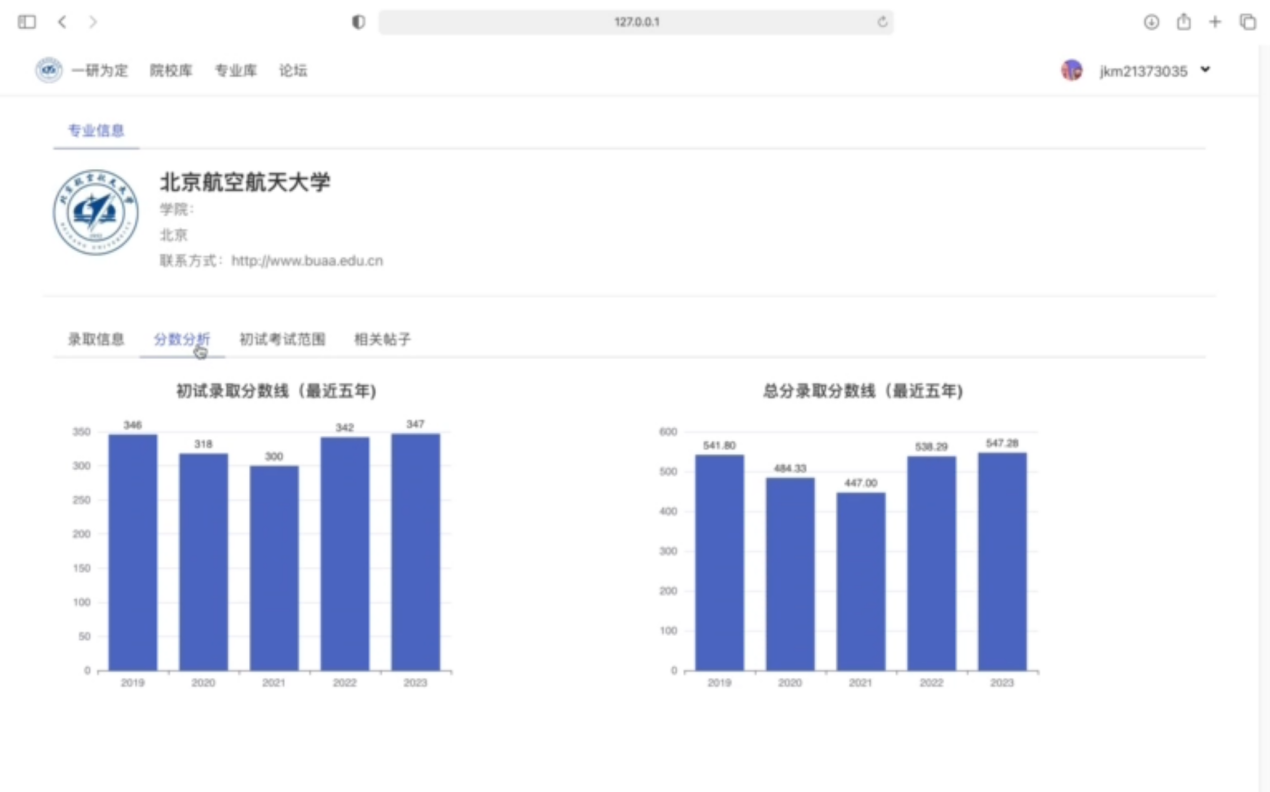 127.0.0.1
一研为定 院校库 专业库 论坛 jkm21373035
专业信息
北京航空航天大学
学院:
北京
联系方式: http://www.buaa.edu.cn
录取信息 分数分析 初试考试范围 相关帖子
初试录取分数线（最近五年)
350
300
250
200
150
100
50
0
346
318
300
342
347
2019 2020 2021 2022 2023
总分录取分数线（最近五年)
600
500
400
300
200
100
0
541.80
484.33
447.00
538.29
547.28
2019 2020 2021 2022 2023